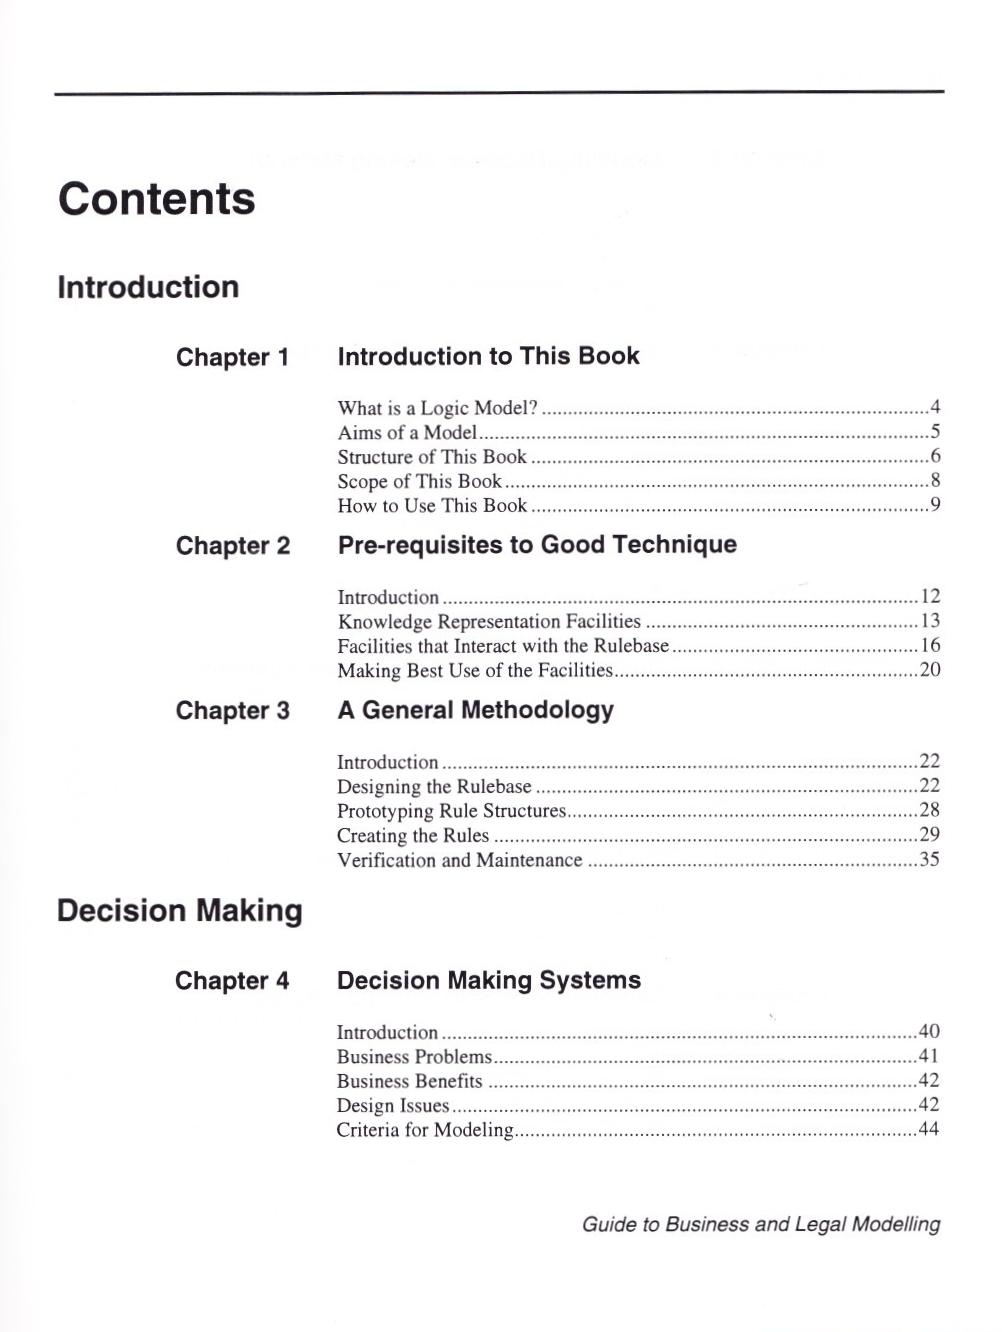 Contents
Introduction
Chapter 1 Introduction to This Book
What is a Logic Model? ........................................................................... 4
Aims of a Model ........................................................................... 5
Structure of This Book ........................................................................... 6
Scope of This Book ........................................................................... 8
How to Use This Book ........................................................................... 9
Chapter 2 Pre-requisites to Good Technique
Introduction ........................................................................... 12
Knowledge Representation Facilities ........................................................................... 13
Facilities that Interact with the Rulebase ........................................................................... 16
Making Best Use of the Facilities ........................................................................... 20
Chapter 3 A General Methodology
Introduction ........................................................................... 22
Designing the Rulebase ........................................................................... 22
Prototyping Rule Structures ........................................................................... 28
Creating the Rules ........................................................................... 29
Verification and Maintenance ........................................................................... 35
Decision Making
Chapter 4 Decision Making Systems
Introduction ........................................................................... 40
Business Problems ........................................................................... 41
Business Benefits ........................................................................... 42
Design Issues ........................................................................... 42
Criteria for Modeling ........................................................................... 44
Guide to Business and Legal Modelling